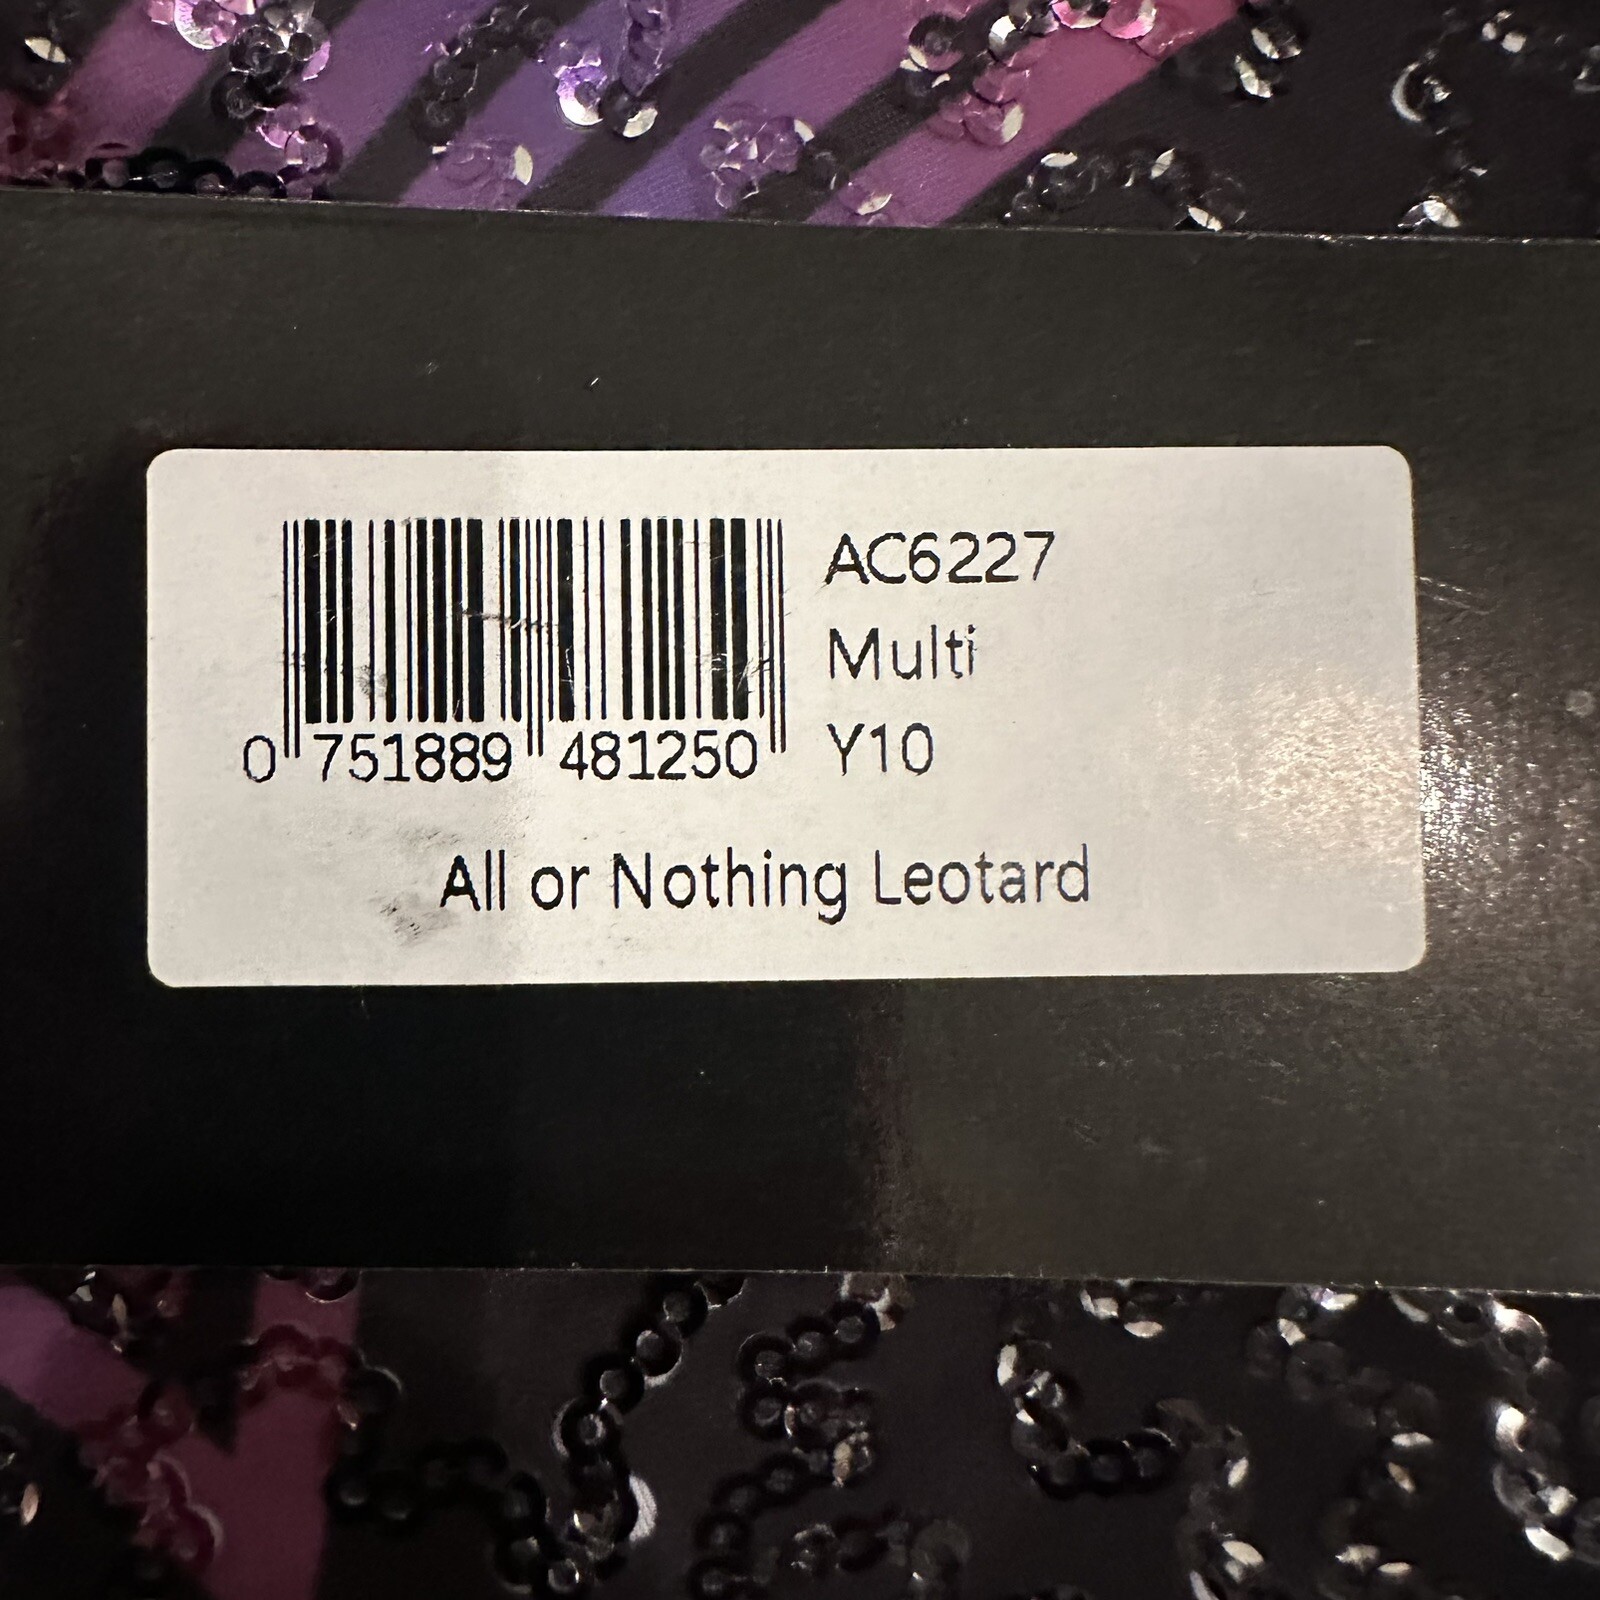 AC6227
Multi
Y10
0 751889 481250
All or Nothing Leotard